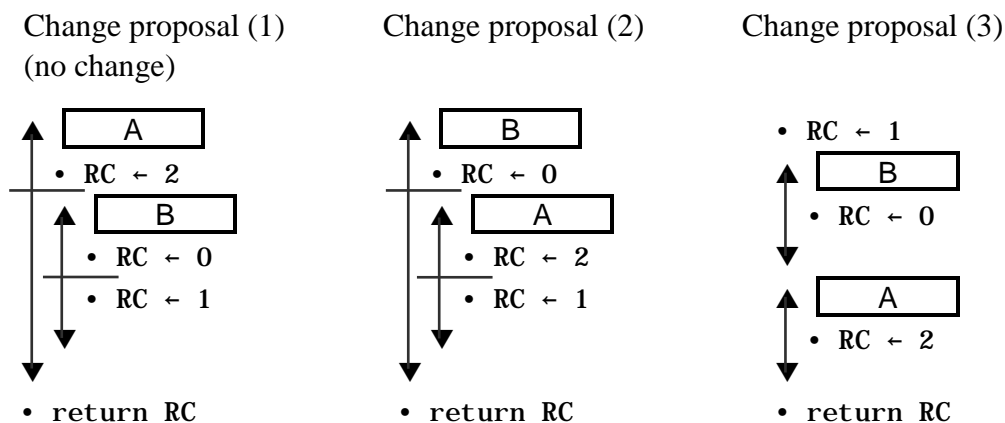 Change proposal (1)
(no change)
A
• RC ← 2
B
• RC ← 0
• RC ← 1
• return RC
Change proposal (2)
B
• RC ← 0
A
• RC ← 2
• RC ← 1
• return RC
Change proposal (3)
• RC ← 1
B
• RC ← 0
A
• RC ← 2
• return RC